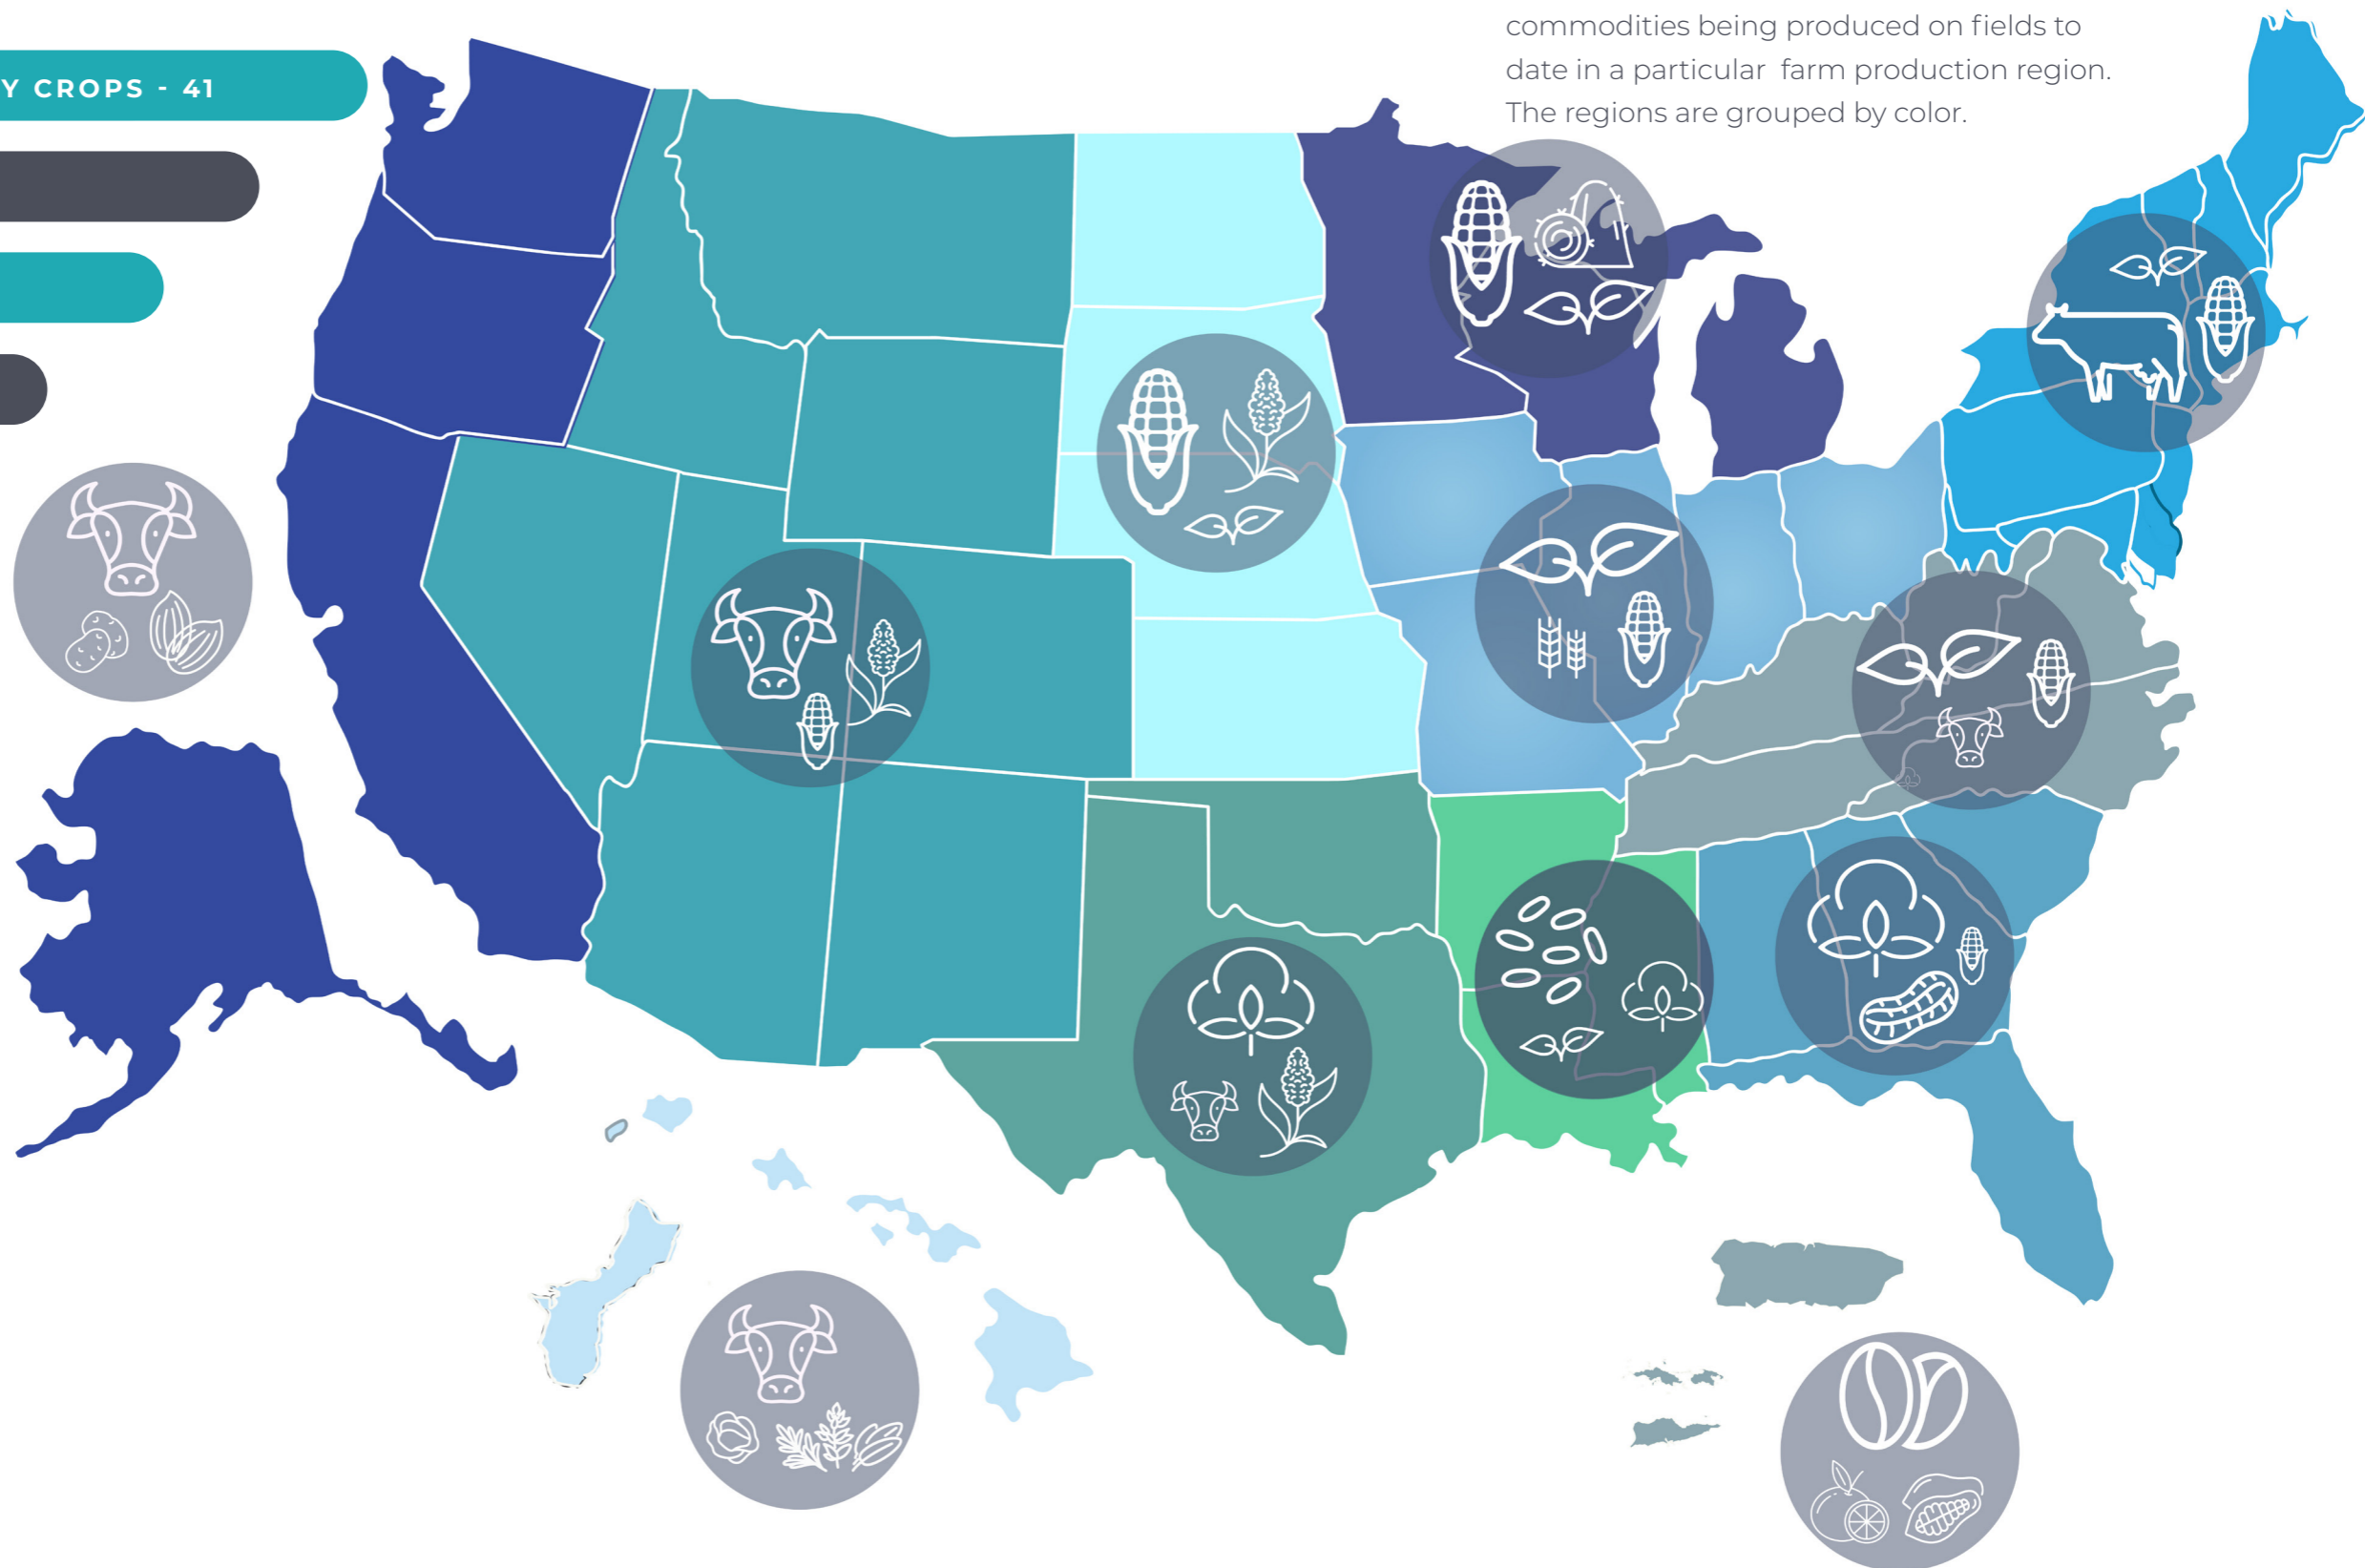 commodities being produced on fields to
date in a particular farm production region.
The regions are grouped by color.
Y CROPS - 41